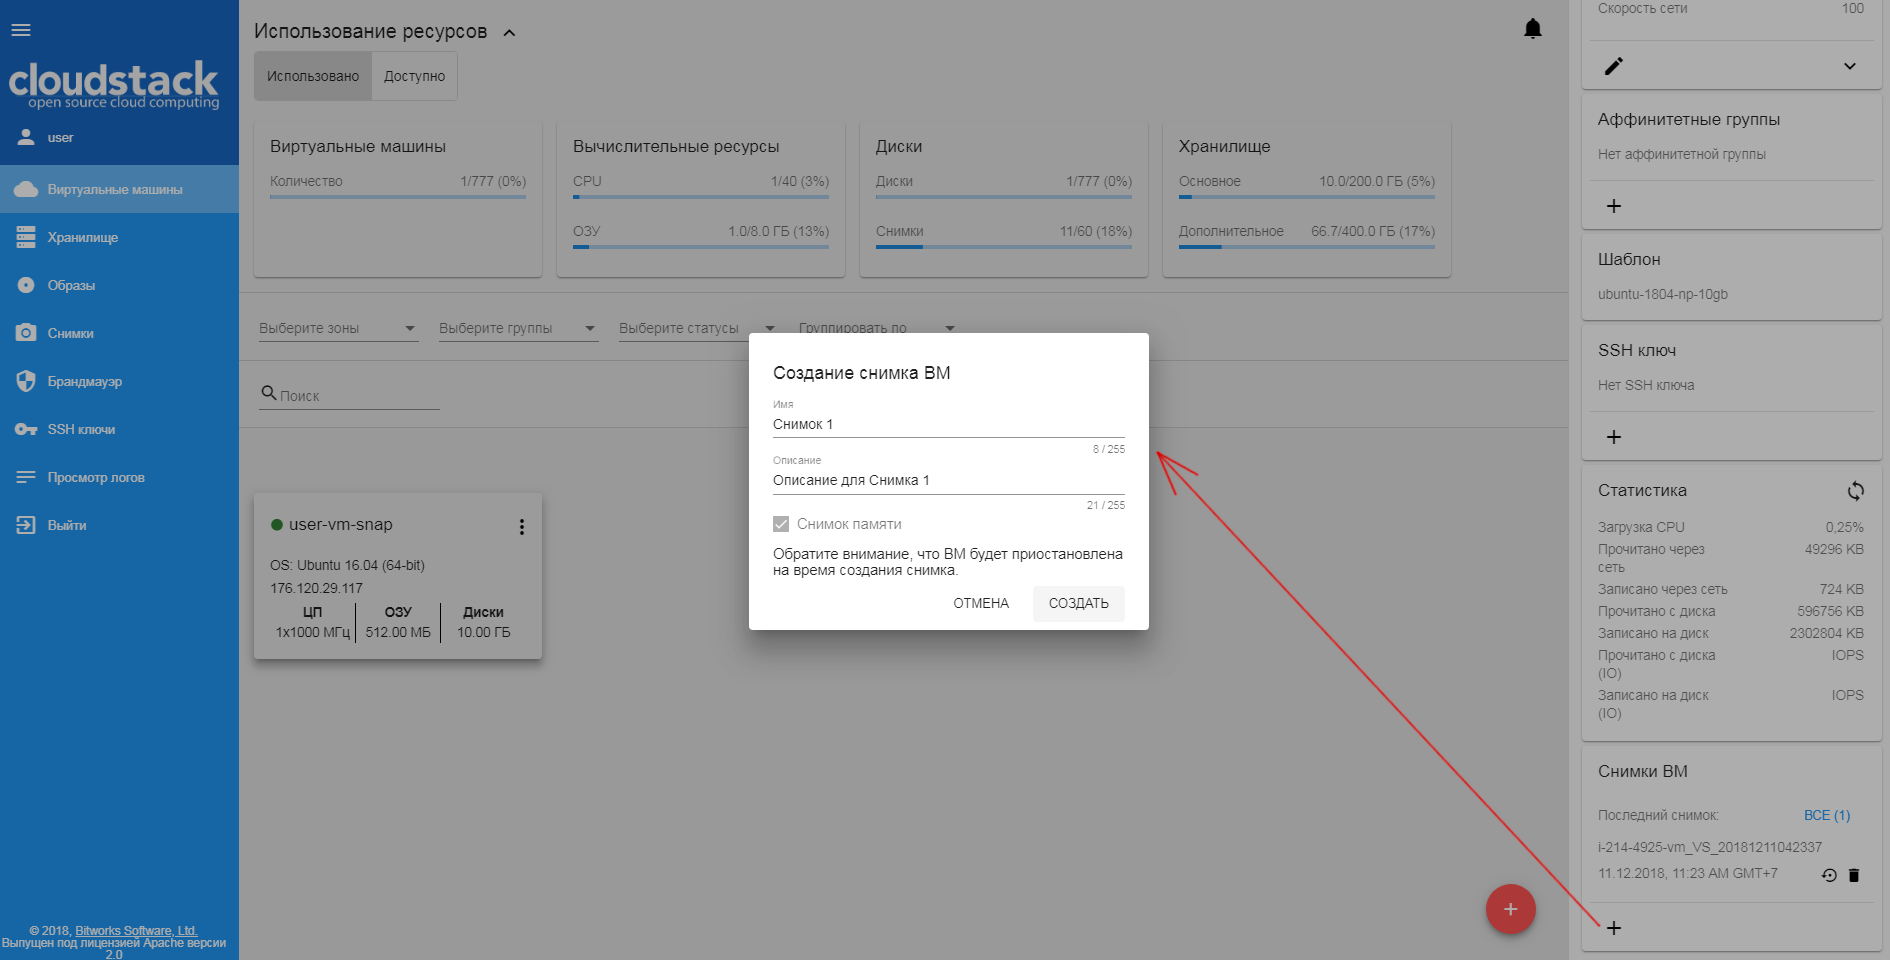 cloudstack
open source cloud computing
user
Виртуальные машины
Хранилище
Образы
Снимки
Брандмауэр
SSH ключи
Просмотр логов
Выйти
© 2018, Bitworks Software, Ltd.
Выпущен под лицензией Apache версии
2.0
Использование ресурсов
Использовано
Доступно
Виртуальные машины
Количество 1/777 (0%)
Вычислительные ресурсы
CPU 1/40 (3%)
ОЗУ 1.0/8.0 ГБ (13%)
Диски
Диски 1/777 (0%)
Снимки 11/60 (18%)
Хранилище
Основное 10.0/200.0 ГБ (5%)
Дополнительное 66.7/400.0 ГБ (17%)
Выберите зоны
Выберите группы
Выберите статусы
Группировать по
Поиск
user-vm-snap
OS: Ubuntu 16.04 (64-bit)
176.120.29.117
ЦП ОЗУ Диски
1x1000 МГц 512.00 МБ 10.00 ГБ
Создание снимка ВМ
Имя
Снимок 1
8 / 255
Описание
Описание для Снимка 1
21 / 255
Снимок памяти
Обратите внимание, что ВМ будет приостановлена
на время создания снимка.
ОТМЕНА СОЗДАТЬ
Скорость сети 100
Аффинитетные группы
Нет аффинитетной группы
Шаблон
ubuntu-1804-np-10gb
SSH ключ
Нет SSH ключа
Статистика
Загрузка CPU 0,25%
Прочитано через 49296 KB
сеть
Записано через сеть 724 KB
Прочитано с диска 596756 KB
Записано на диск 2302804 KB
Прочитано с диска IOPS
(IO)
Записано на диск IOPS
(IO)
Снимки ВМ
Последний снимок: ВСЕ (1)
i-214-4925-vm_VS_20181211042337
11.12.2018, 11:23 AM GMT+7